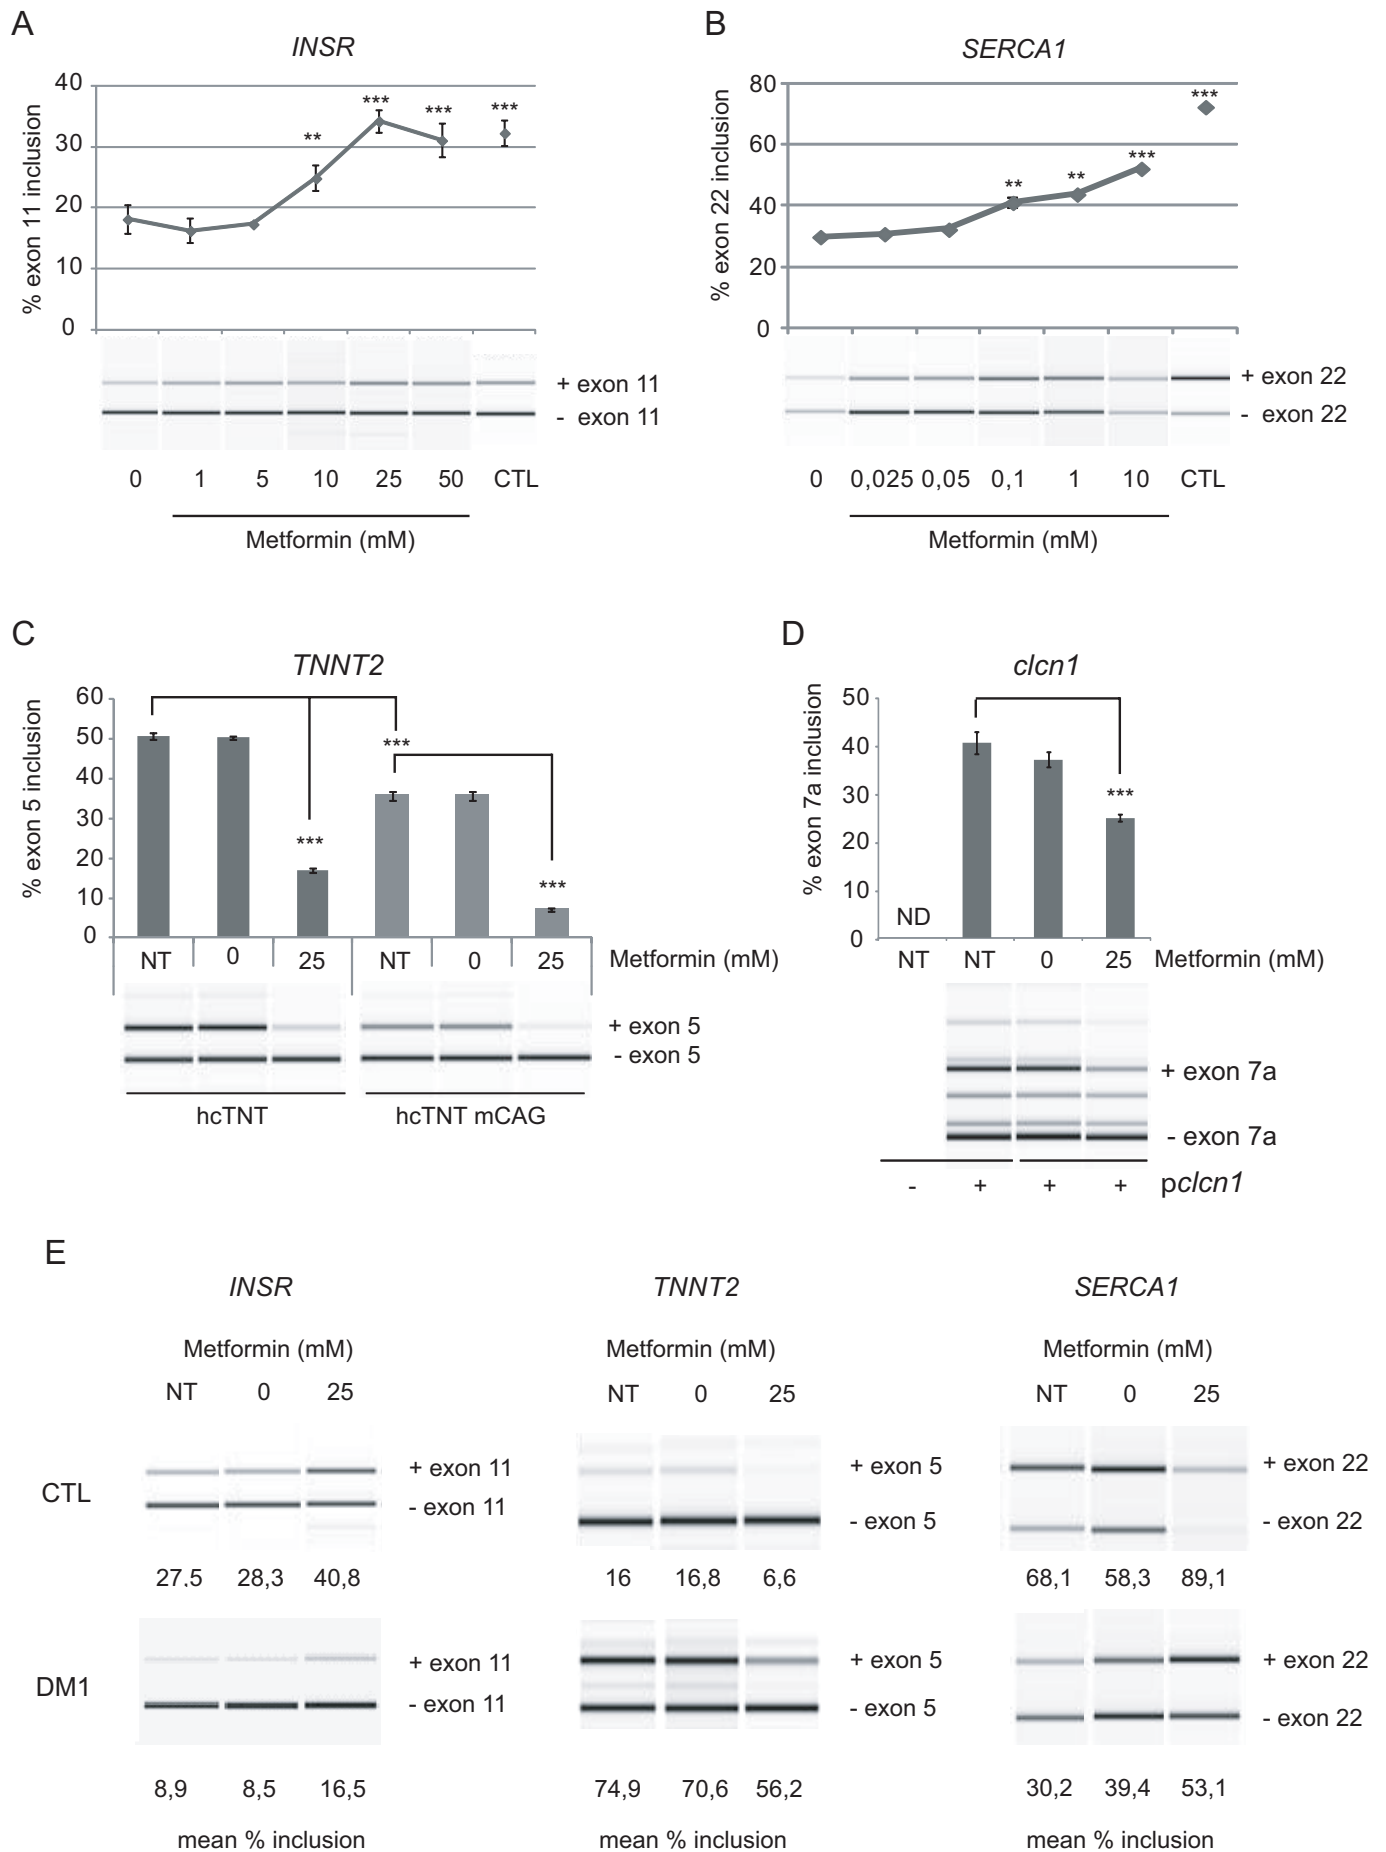 A
INSR
% exon 11 inclusion
40
30
20
10
0
**
***
***
***
+ exon 11
- exon 11
0 1 5 10 25 50 CTL
Metformin (mM)
B
SERCA1
% exon 22 inclusion
80
60
40
20
0
**
**
***
***
+ exon 22
- exon 22
0 0,025 0,05 0,1 1 10 CTL
Metformin (mM)
C
TNNT2
% exon 5 inclusion
60
50
40
30
20
10
0
***
***
***
NT 0 25 NT 0 25 Metformin (mM)
+ exon 5
- exon 5
hcTNT hcTNT mCAG
D
clcn1
% exon 7a inclusion
50
40
30
20
10
0
ND
***
NT NT 0 25 Metformin (mM)
+ exon 7a
- exon 7a
- + + + pclcn1
E
INSR TNNT2 SERCA1
Metformin (mM) Metformin (mM) Metformin (mM)
NT 0 25 NT 0 25 NT 0 25
CTL
+ exon 11 + exon 5 + exon 22
- exon 11 - exon 5 - exon 22
27,5 28,3 40,8 16 16,8 6,6 68,1 58,3 89,1
DM1
+ exon 11 + exon 5 + exon 22
- exon 11 - exon 5 - exon 22
8,9 8,5 16,5 74,9 70,6 56,2 30,2 39,4 53,1
mean % inclusion mean % inclusion mean % inclusion